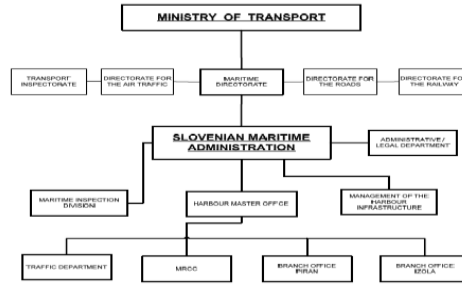 MINISTRY OF TRANSPORT
TRANSPORT
INSPECTORATE
DIRECTORATE FOR
THE AIR TRAFFIC
MARITIME
DIRECTORATE
DIRECTORATE FOR
THE ROADS
DIRECTORATE FOR
THE RAILWAY
SLOVENIAN MARITIME
ADMINISTRATION
ADMINISTRATIVE /
LEGAL DEPARTMENT
MARITIME INSPECTION
DIVISION
HARBOUR MASTER OFFICE
MANAGEMENT OF THE
HARBOUR
INFRASTRUCTURE
TRAFFIC DEPARTMENT
MRCC
BRANCH OFFICE
PIRAN
BRANCH OFFICE
IZOLA